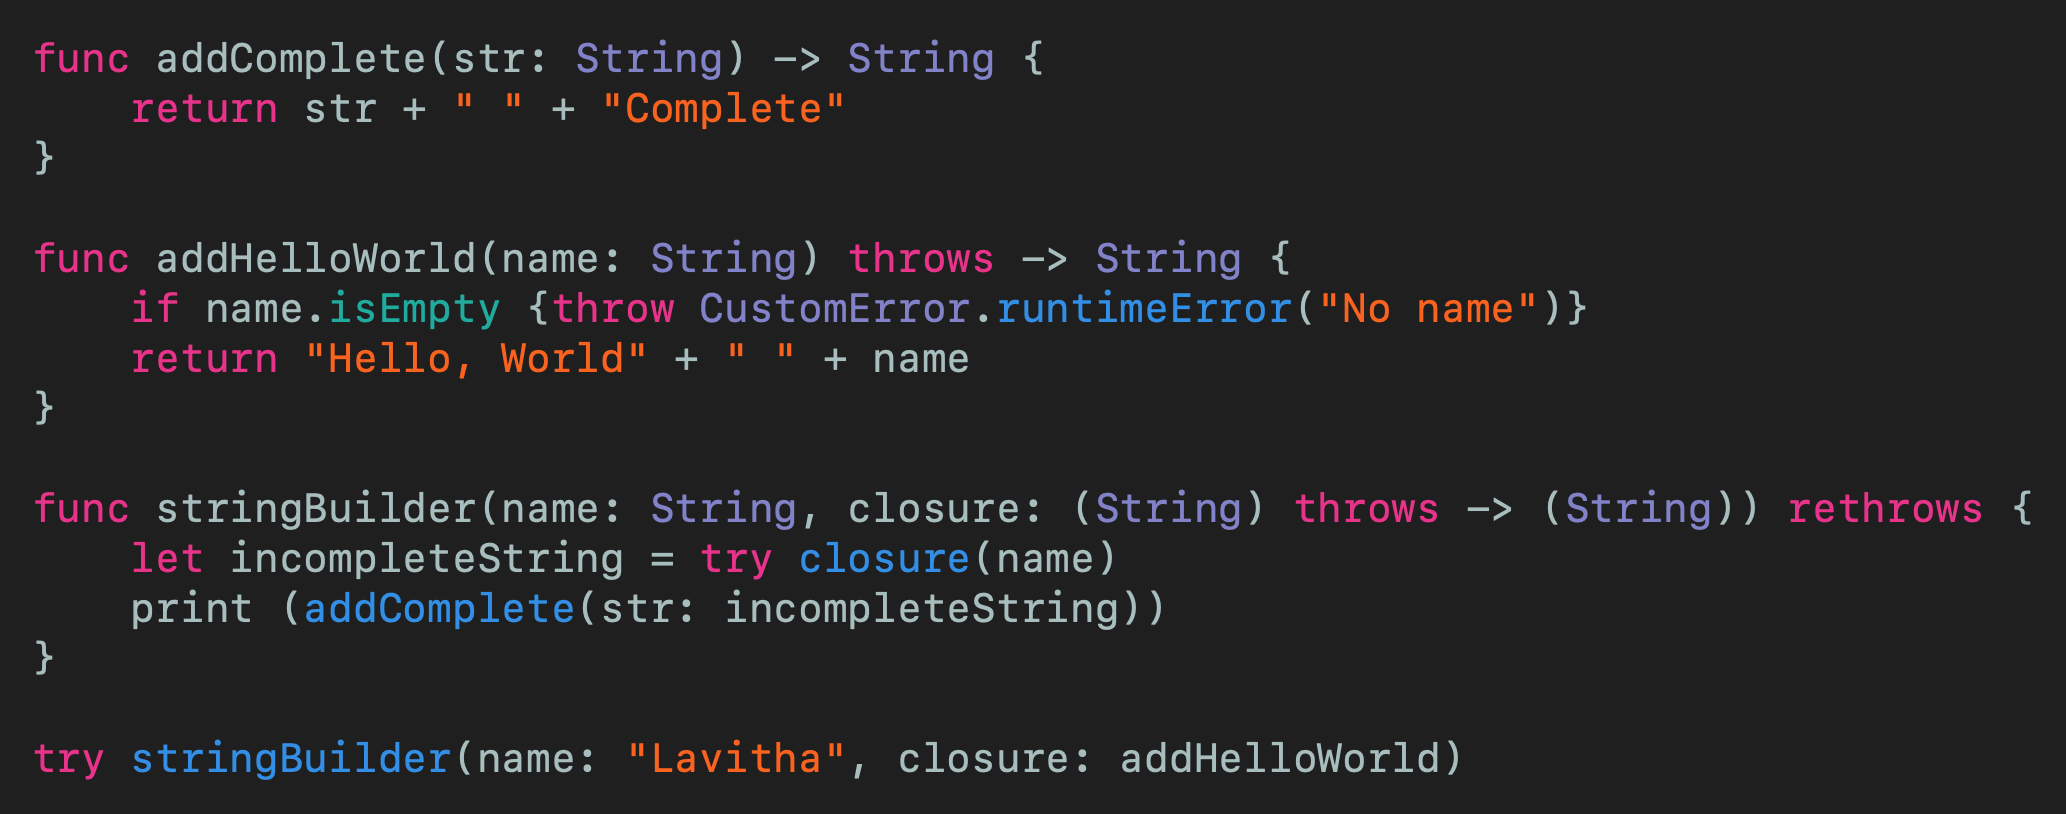 func addComplete(str: String) -> String {
    return str + " " + "Complete"
}

func addHelloWorld(name: String) throws -> String {
    if name.isEmpty {throw CustomError.runtimeError("No name")}
    return "Hello, World" + " " + name
}

func stringBuilder(name: String, closure: (String) throws -> (String)) rethrows {
    let incompleteString = try closure(name)
    print (addComplete(str: incompleteString))
}

try stringBuilder(name: "Lavitha", closure: addHelloWorld)